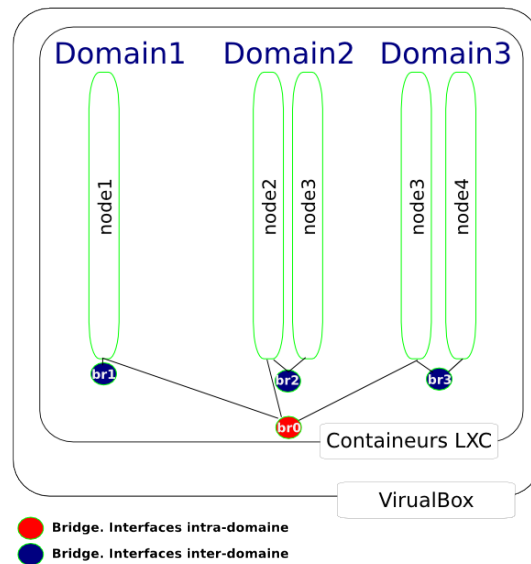 Domain1 Domain2 Domain3
node1 node2 node3 node3 node4
br1 br2 br3
br0
Containeurs LXC
VirualBox
Bridge. Interfaces intra-domaine
Bridge. Interfaces inter-domaine